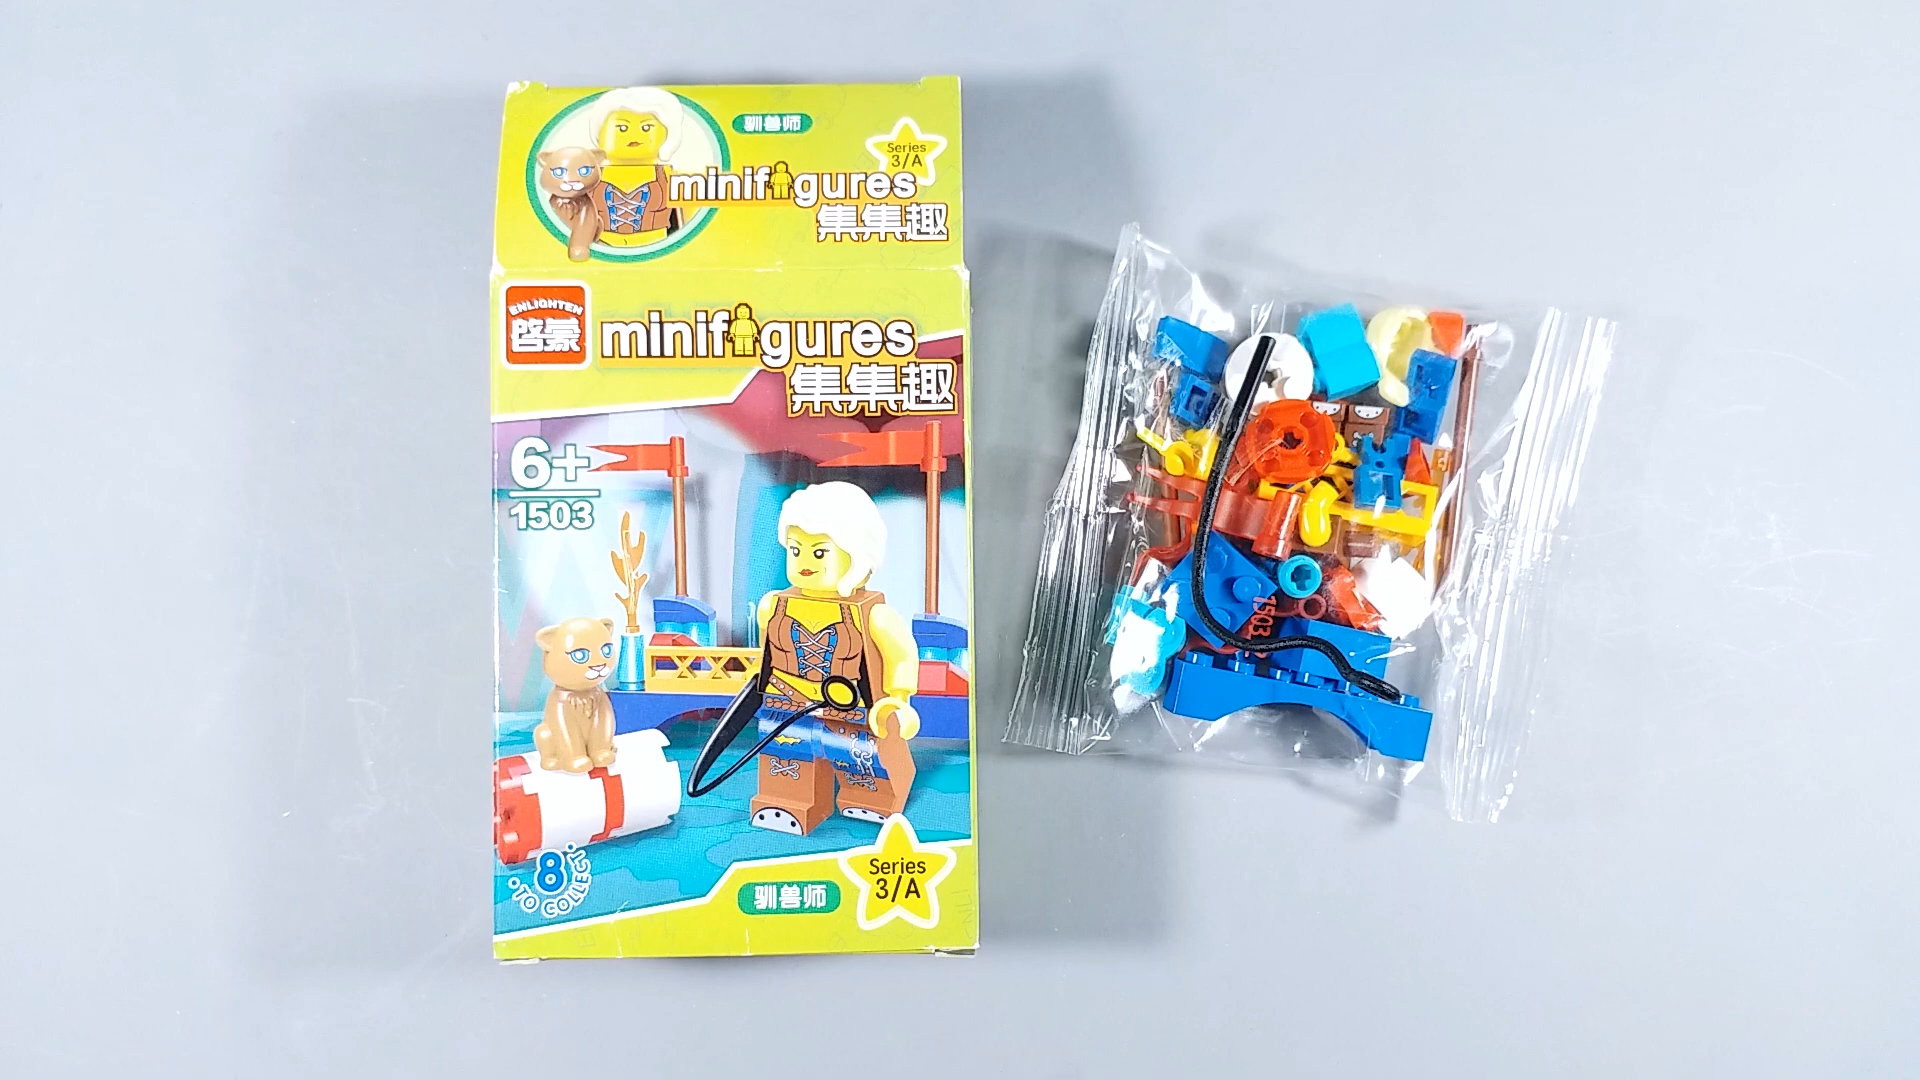 驯兽师
Series
3/A
minifigures
集集趣
ENLIGHTEN
启蒙
minifigures
集集趣
6+
1503
8
TO COLLECT
驯兽师
Series
3/A
1503